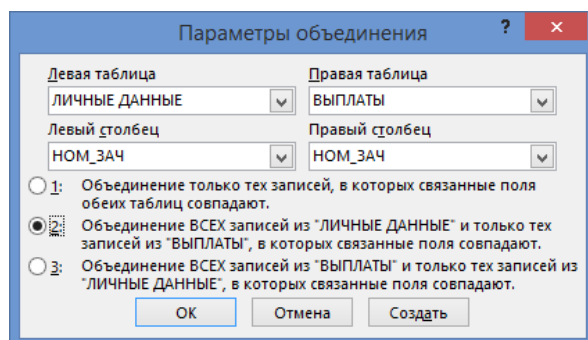 Параметры объединения ? ×
Левая таблица Правая таблица
ЛИЧНЫЕ ДАННЫЕ ВЫПЛАТЫ
Левый столбец Правый столбец
НОМ_ЗАЧ НОМ_ЗАЧ
1: Объединение только тех записей, в которых связанные поля
обеих таблиц совпадают.
2: Объединение ВСЕХ записей из "ЛИЧНЫЕ ДАННЫЕ" и только тех
записей из "ВЫПЛАТЫ", в которых связанные поля совпадают.
3: Объединение ВСЕХ записей из "ВЫПЛАТЫ" и только тех записей из
"ЛИЧНЫЕ ДАННЫЕ", в которых связанные поля совпадают.
ОК Отмена Создать